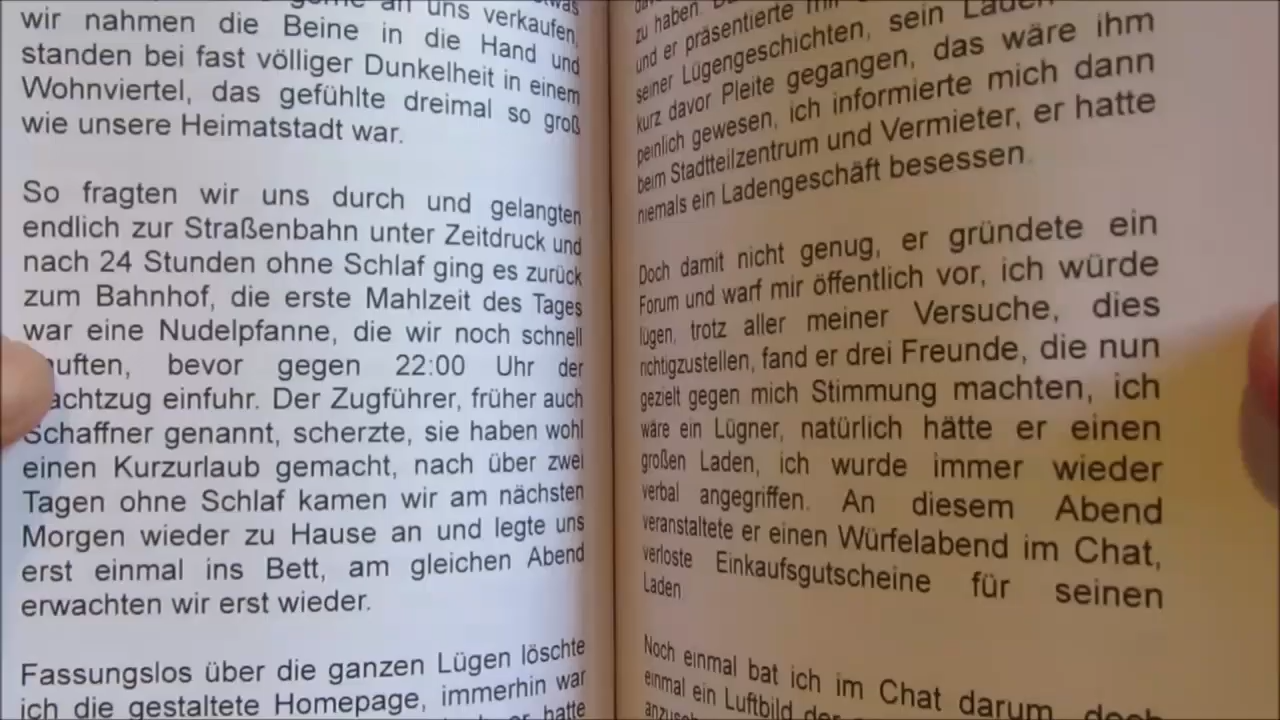 an uns verkaufen,
wir nahmen die Beine in die Hand und
standen bei fast völliger Dunkelheit in einem
Wohnviertel, das gefühlte dreimal so groß
wie unsere Heimatstadt war.
So fragten wir uns durch und gelangten
endlich zur Straßenbahn unter Zeitdruck und
nach 24 Stunden ohne Schlaf ging es zurück
zum Bahnhof, die erste Mahlzeit des Tages
war eine Nudelpfanne, die wir noch schnell
bevor gegen 22:00 Uhr der
einfuhr. Der Zugführer, früher auch
Schaffner genannt, scherzte, sie haben wohl
einen Kurzurlaub gemacht, nach über zwei
Tagen ohne Schlaf kamen wir am nächsten
Morgen wieder zu Hause an und legte uns
erst einmal ins Bett, am gleichen Abend
erwachten wir erst wieder.
Fassungslos über die ganzen Lügen löschte
ich die gestaltete Homepage, immerhin war
hatte
zu haben.
und er präsentierte mir
seiner Lügengeschichten, sein Laden
kurz davor Pleite gegangen, das wäre ihm
peinlich gewesen, ich informierte mich dann
beim Stadtteilzentrum und Vermieter, er hatte
niemals ein Ladengeschäft besessen.
Doch damit nicht genug, er gründete ein
Forum und warf mir öffentlich vor, ich würde
lügen, trotz aller meiner Versuche, dies
richtigzustellen, fand er drei Freunde, die nun
gezielt gegen mich Stimmung machten, ich
wäre ein Lügner, natürlich hätte er einen
großen Laden, ich wurde immer wieder
verbal angegriffen. An diesem Abend
veranstaltete er einen Würfelabend im Chat,
verloste Einkaufsgutscheine für seinen
Laden.
Noch einmal bat ich im Chat darum, doch
einmal ein Luftbild der